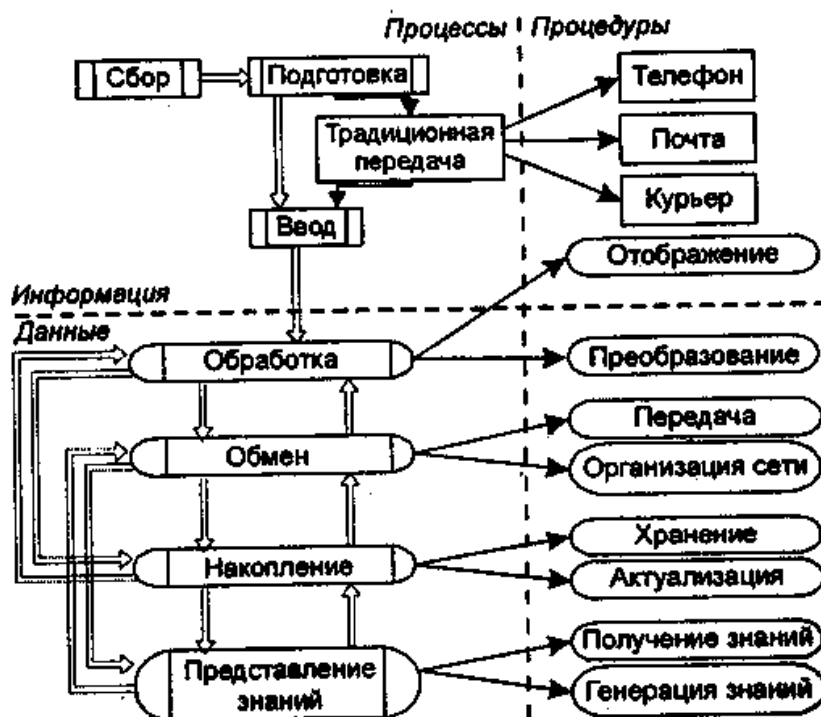 Процессы
Процедуры
Сбор
Подготовка
Телефон
Традиционная
передача
Почта
Ввод
Курьер
Отображение
Информация
Данные
Обработка
Преобразование
Передача
Обмен
Организация сети
Хранение
Накопление
Актуализация
Получение знаний
Представление
знаний
Генерация знаний